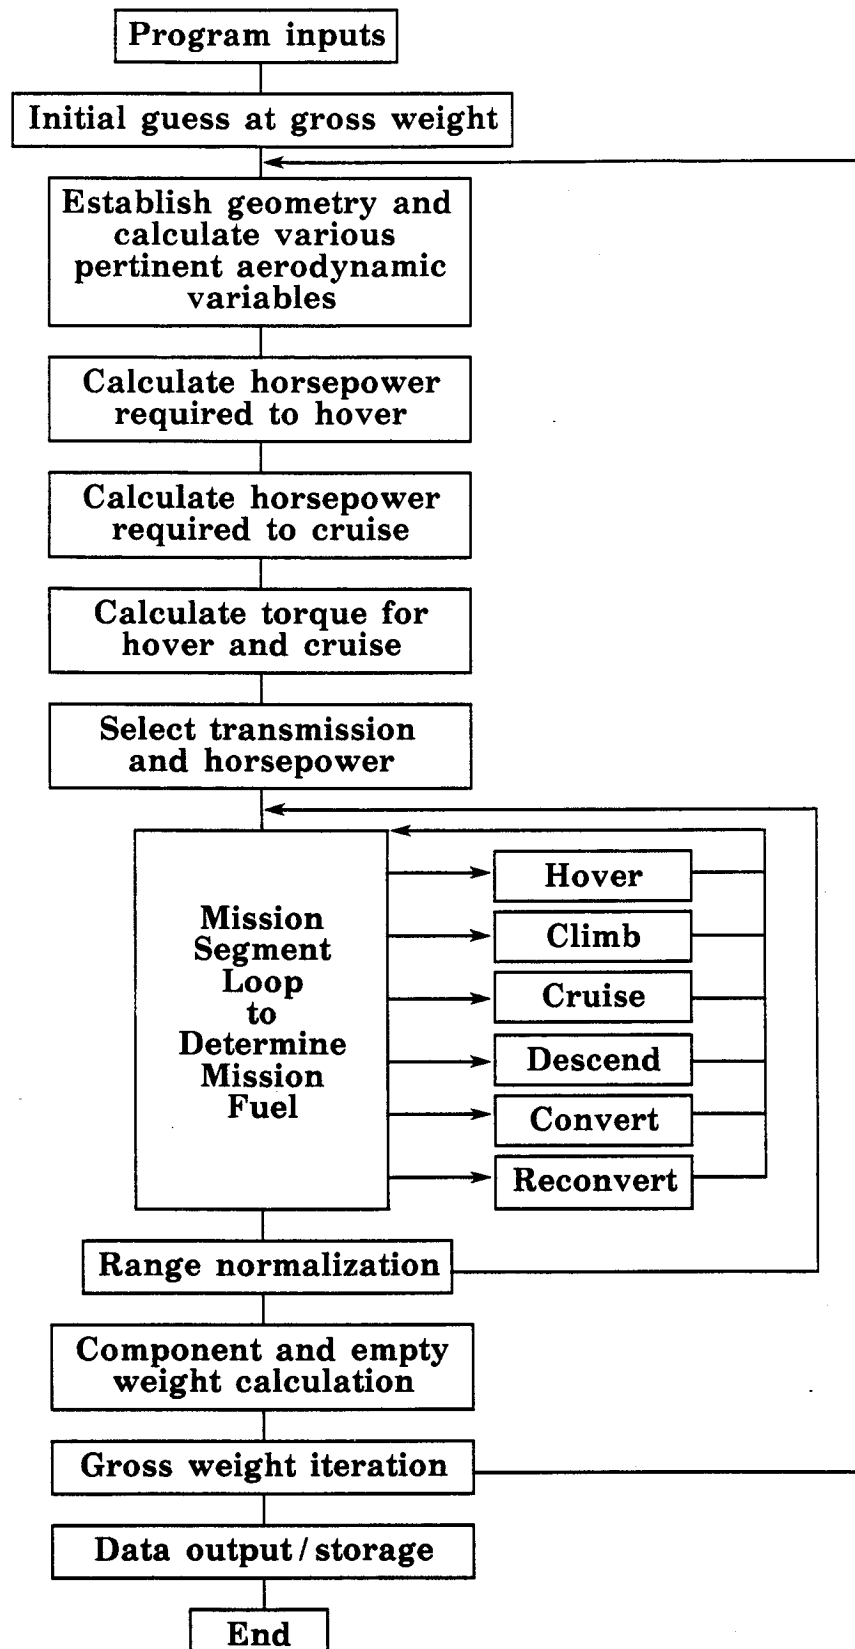 Program inputs
Initial guess at gross weight
Establish geometry and
calculate various
pertinent aerodynamic
variables
Calculate horsepower
required to hover
Calculate horsepower
required to cruise
Calculate torque for
hover and cruise
Select transmission
and horsepower
Mission
Segment
Loop
to
Determine
Mission
Fuel
Hover
Climb
Cruise
Descend
Convert
Reconvert
Range normalization
Component and empty
weight calculation
Gross weight iteration
Data output / storage
End